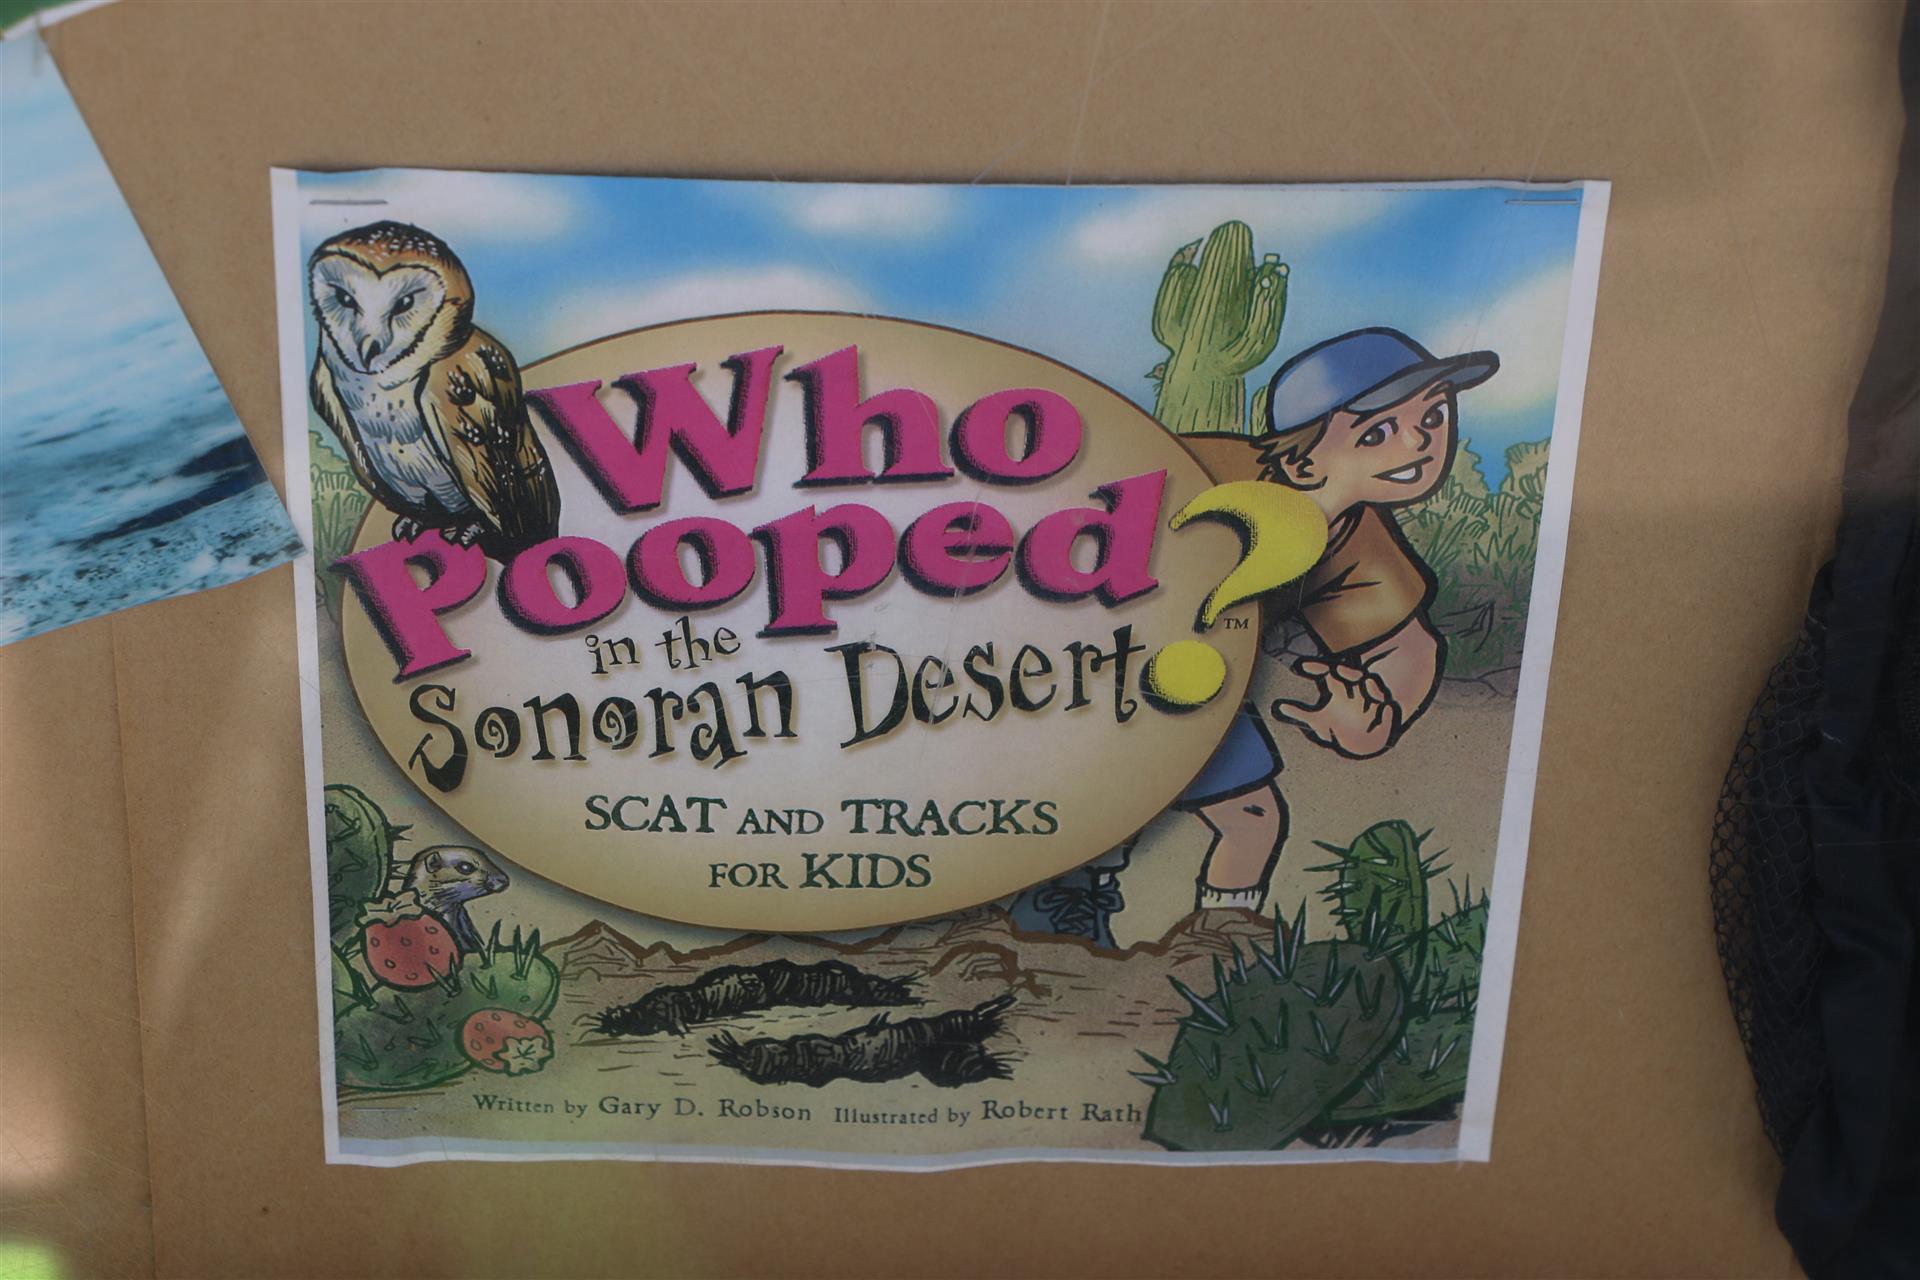 Who
Pooped?™
in the
Sonoran Desert
SCAT AND TRACKS
FOR KIDS
Written by Gary D. Robson Illustrated by Robert Rath